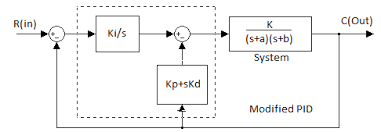 R(in)
Ki/s
K
(s+a)(s+b)
System
C(Out)
Kp+sKd
Modified PID